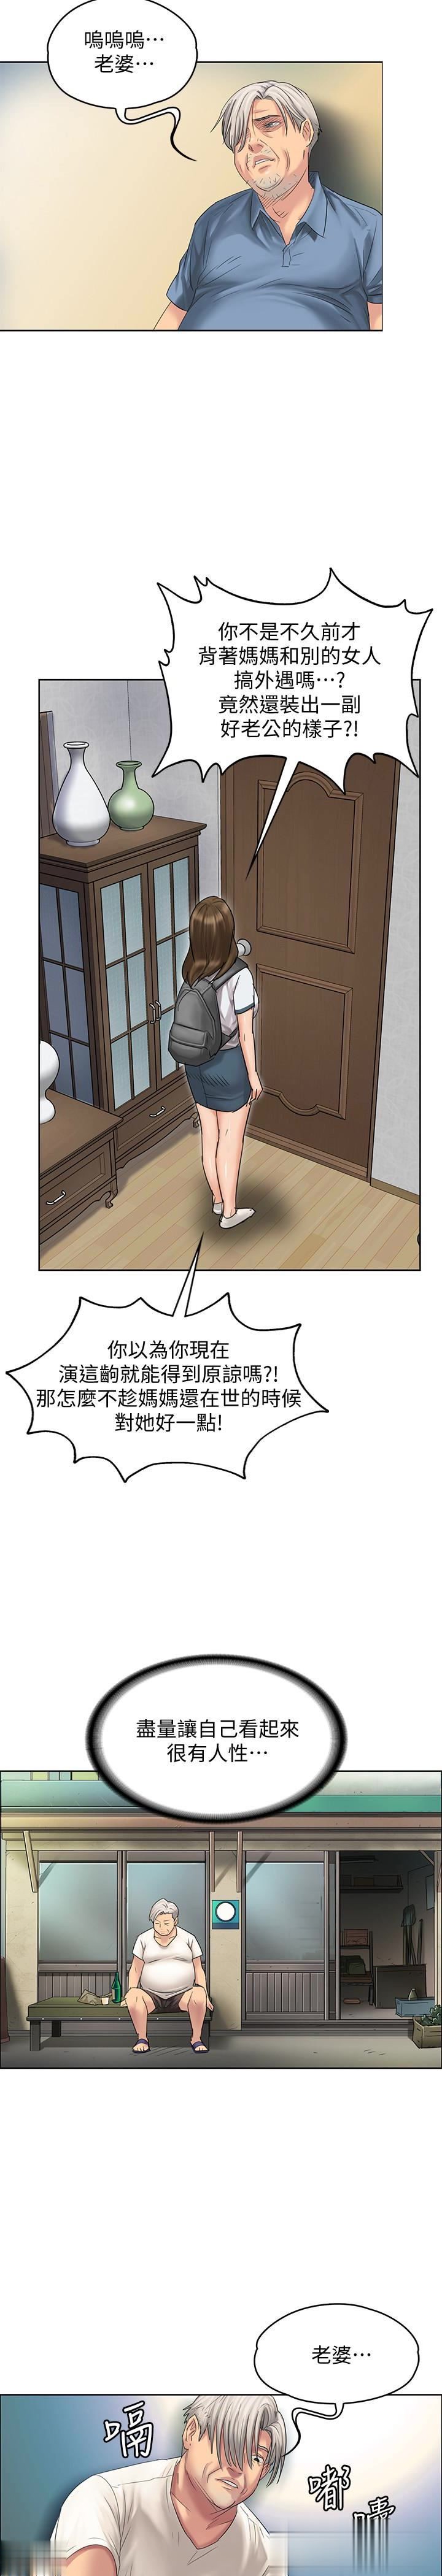 嗚嗚嗚⋯
老婆⋯
你不是不久前才
背著媽媽和別的女人
搞外遇嗎⋯?
竟然還裝出一副
好老公的樣子?!
你以為你現在
演這齣就能得到原諒嗎?!
那怎麼不趁媽媽還在世的時候
對她好一點!
盡量讓自己看起來
很有人性⋯
老婆⋯
嗝
嘟